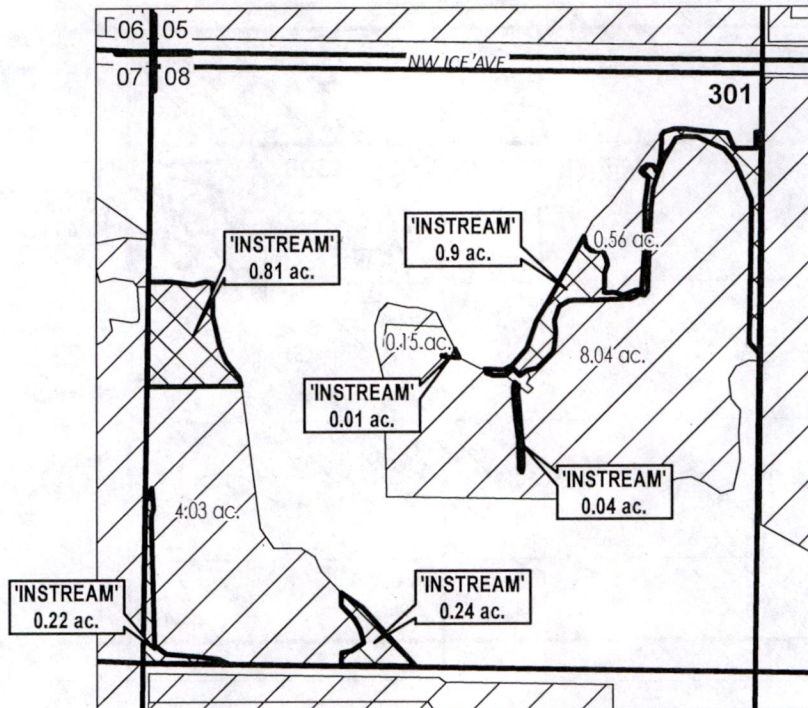 06 05
NW ICE AVE
07 08
301
'INSTREAM'
0.9 ac.
0.56 ac.
'INSTREAM'
0.81 ac.
0.15 ac.
8.04 ac.
'INSTREAM'
0.01 ac.
'INSTREAM'
0.04 ac.
4.03 ac.
'INSTREAM'
0.24 ac.
'INSTREAM'
0.22 ac.